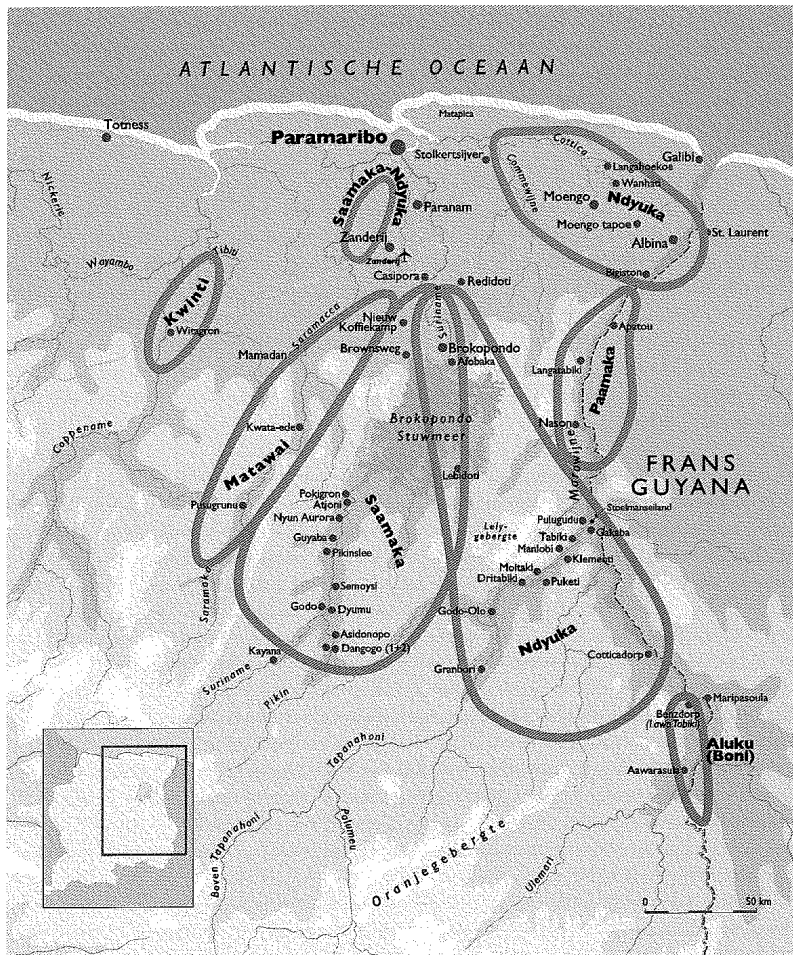 ATLANTISCHE OCEAAN
Totness
Matapica
Paramaribo
Stolkertsijver
Cottica
Galibi
Langahoekoe
Wanhati
Commewijne
Nickerie
Saamaka-Ndyuka
Paranam
Moengo
Ndyuka
Moengo tapoe
St. Laurent
Albina
Zanderij
Zanderij
Tibiti
Wayambo
Casipora
Redidoti
Bigiston
Kwinti
Witagron
Saramacca
Nieuw
Koffiekamp
Suriname
Apatou
Mamadan
Brownsweg
Brokopondo
Afobaka
Langatabiki
Paamaka
Coppename
Kwata-ede
Brokopondo
Stuwmeer
Nason
Marowijne
Matawai
FRANS
GUYANA
Lebidoti
Pusugrunu
Pokigron
Atjoni
Saamaka
Nyun Aurora
Stoelmanseiland
Pulugudu
Gakaba
Lely-
gebergte
Tabiki
Guyaba
Manlobi
Pikinslee
Klementi
Moitaki
Dritabiki
Puketi
Saramaka
Semoysi
Godo
Dyumu
Godo-Olo
Asidonopo
Dangogo (1+2)
Ndyuka
Cotticadorp
Kayana
Granbori
Suriname
Pikin
Maripasoula
Benzdorp
(Lawa Tabiki)
Aluku
(Boni)
Tapanahoni
Aawarasula
Palumeu
Boven Tapanahoni
Oranjegebergte
Ulemari
0
50 km